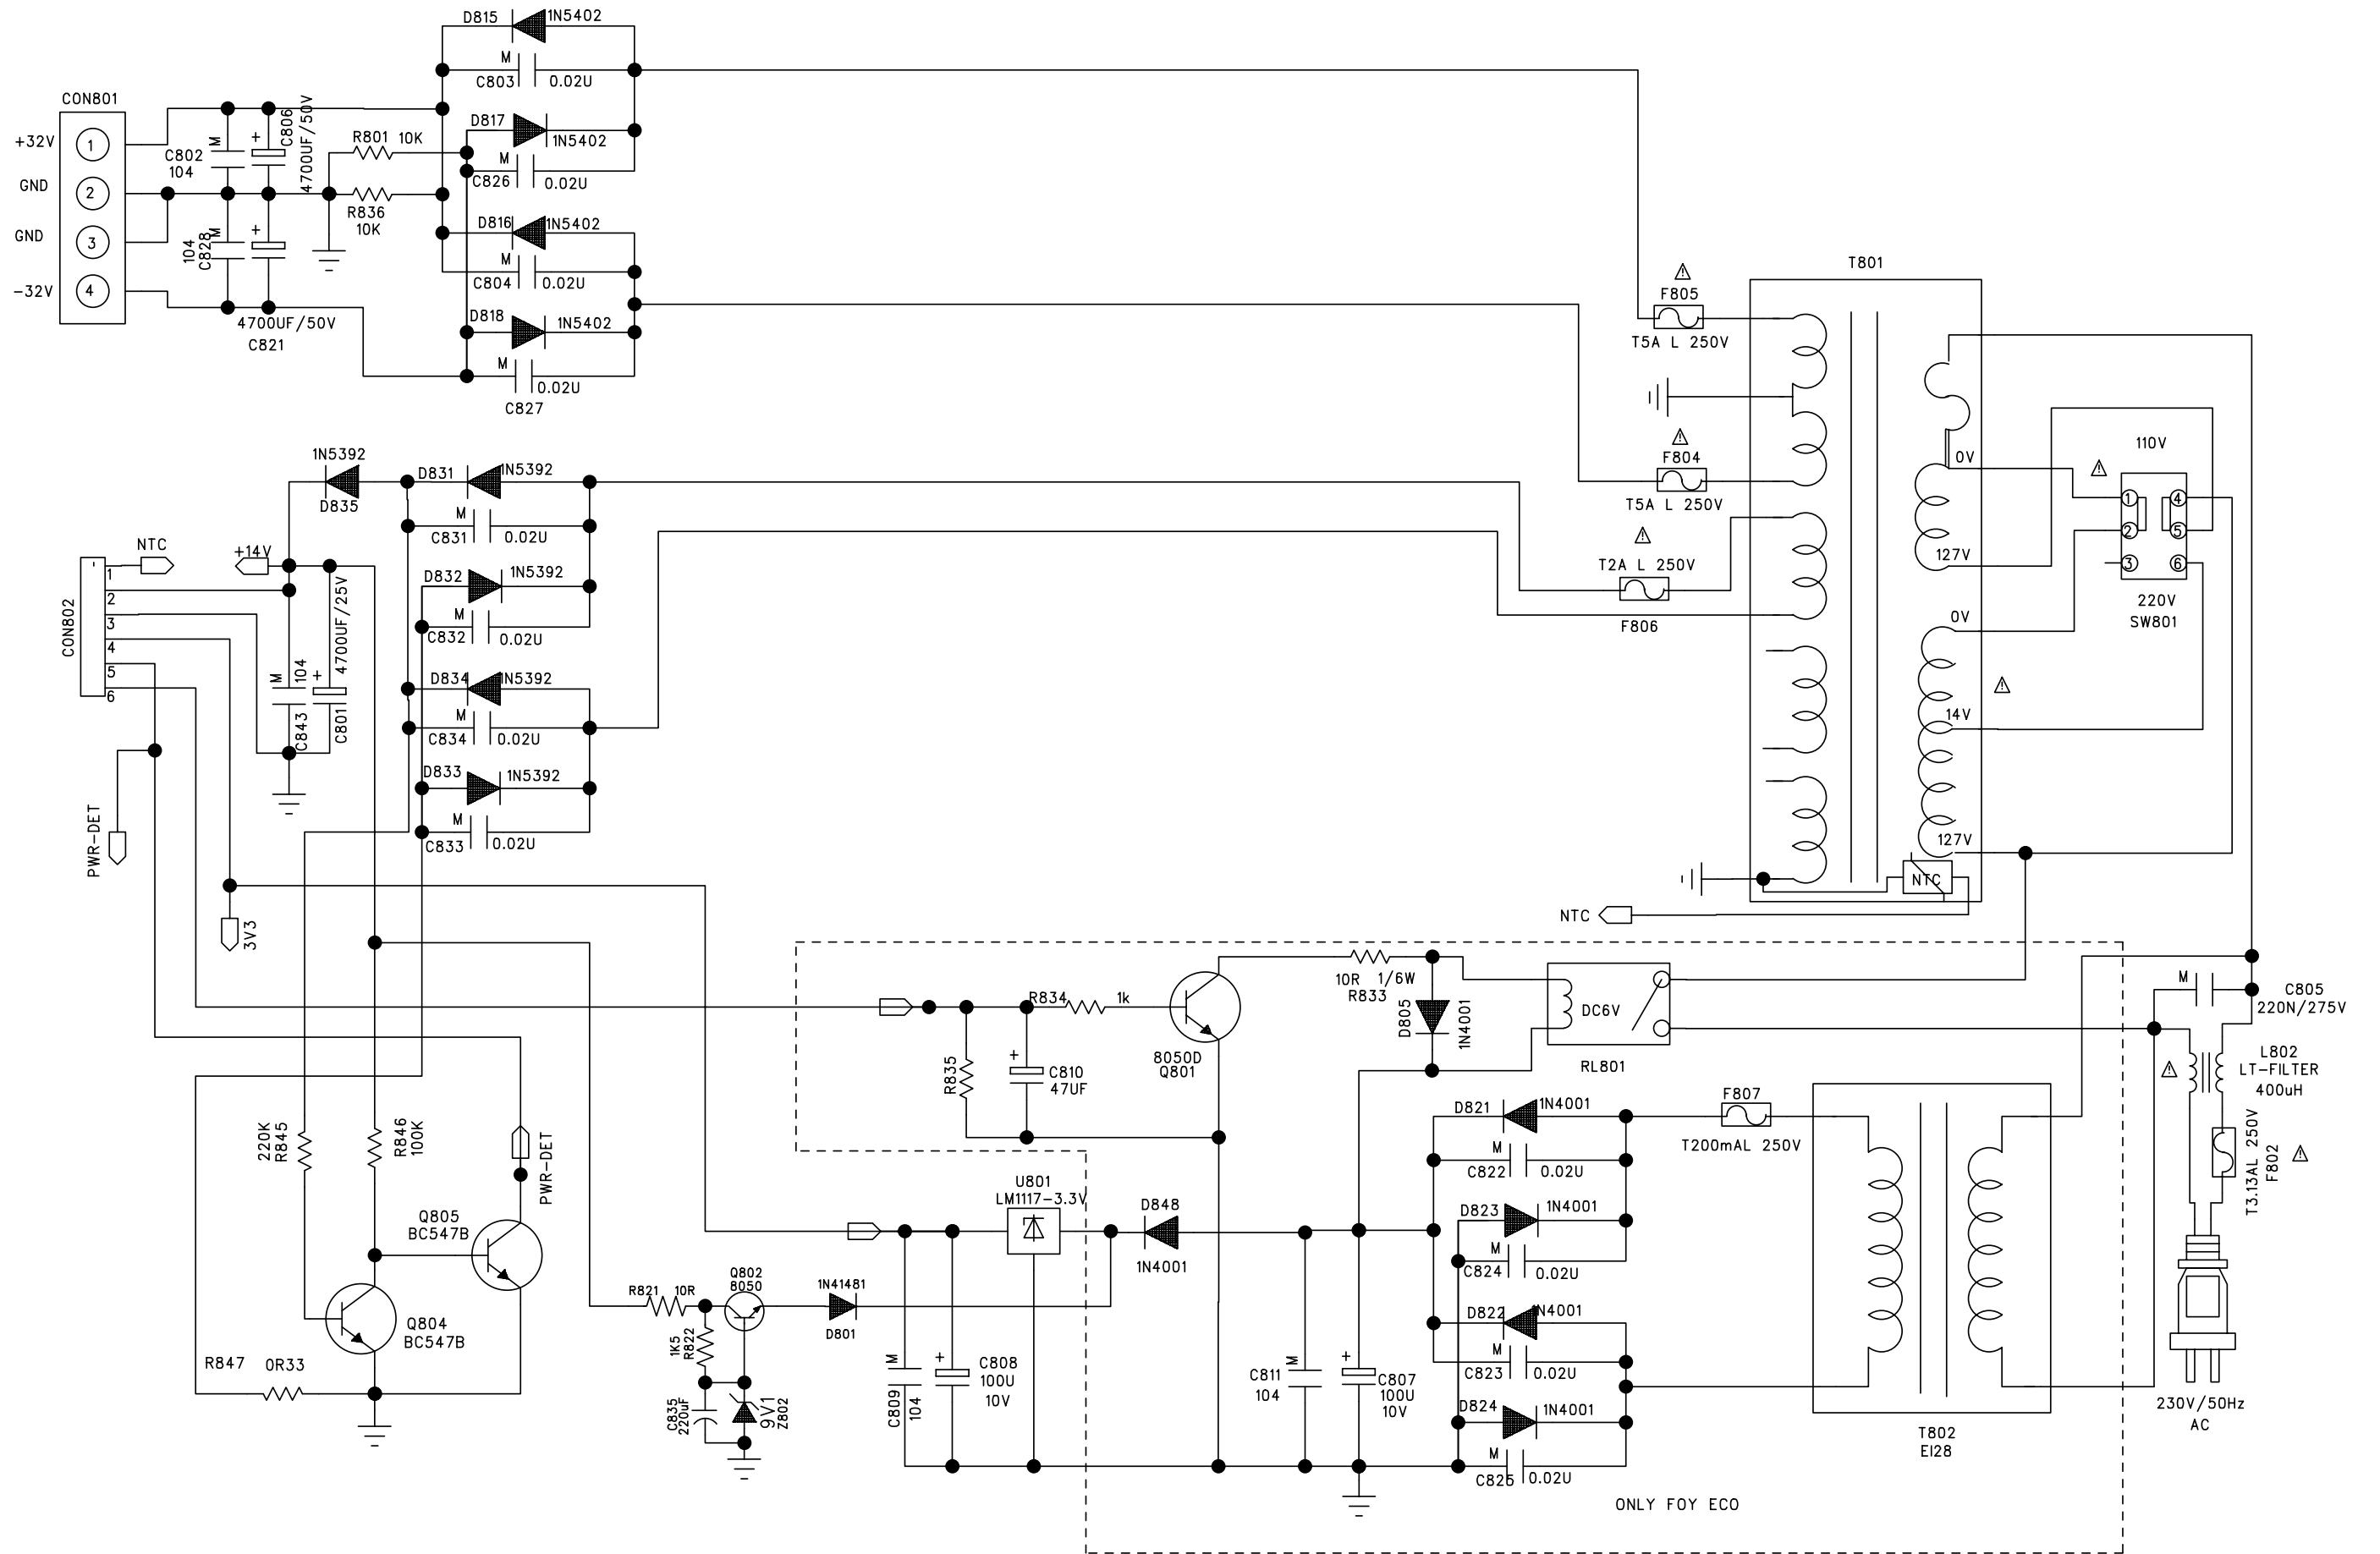 D815
1N5402
M
C803
0.02U
CON801
+32V
1
GND
2
GND
3
-32V
4
M
C802
104
+
C806
4700UF/50V
R801 10K
R836
10K
D817
1N5402
M
C826
0.02U
104
C828
M
+
4700UF/50V
C821
D816
1N5402
M
C804
0.02U
D818
1N5402
M
0.02U
C827
F805
T5A L 250V
F804
T5A L 250V
T2A L 250V
F806
T801
0V
127V
0V
14V
127V
NTC
NTC
110V
1
2
3
4
5
6
220V
SW801
1N5392
D835
D831
1N5392
M
C831
0.02U
D832
1N5392
M
C832
0.02U
D834
1N5392
M
C834
0.02U
D833
1N5392
M
C833
0.02U
CON802
1
2
3
4
5
6
NTC
+14V
M
104
C843
+
4700UF/25V
C801
PWR-DET
3V3
220K
R845
R846
100K
PWR-DET
Q805
BC547B
Q804
BC547B
R847
0R33
R834
1k
R835
+
C810
47UF
8050D
Q801
10R
1/6W
R833
D805
1N4001
DC6V
RL801
M
C805
220N/275V
L802
LT-FILTER
400uH
T3.13AL 250V
F802
230V/50Hz
AC
F807
T200mAL 250V
T802
EI28
D821
1N4001
M
C822
0.02U
D823
1N4001
M
C824
0.02U
D822
1N4001
M
C823
0.02U
D824
1N4001
M
C825
0.02U
U801
LM1117-3.3V
D848
1N4001
R821
10R
Q802
8050
1N41481
D801
1K5
R822
C835
220uF
9V1
Z802
M
C809
104
+
C808
100U
10V
M
C811
104
+
C807
100U
10V
ONLY FOY ECO